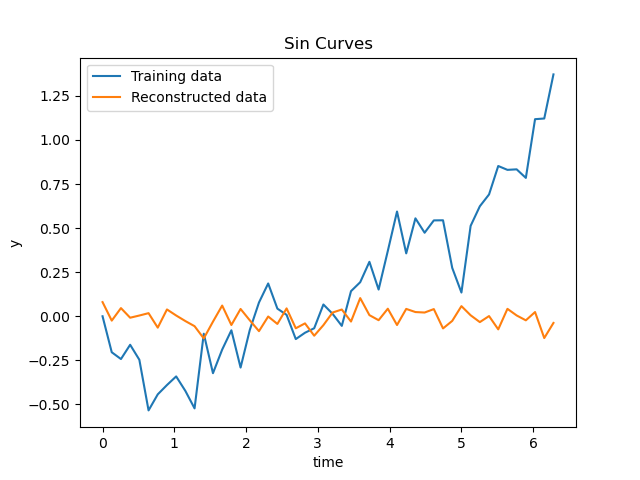 Sin Curves
Training data
Reconstructed data
1.25
1.00
0.75
0.50
0.25
0.00
−0.25
−0.50
y
0 1 2 3 4 5 6
time